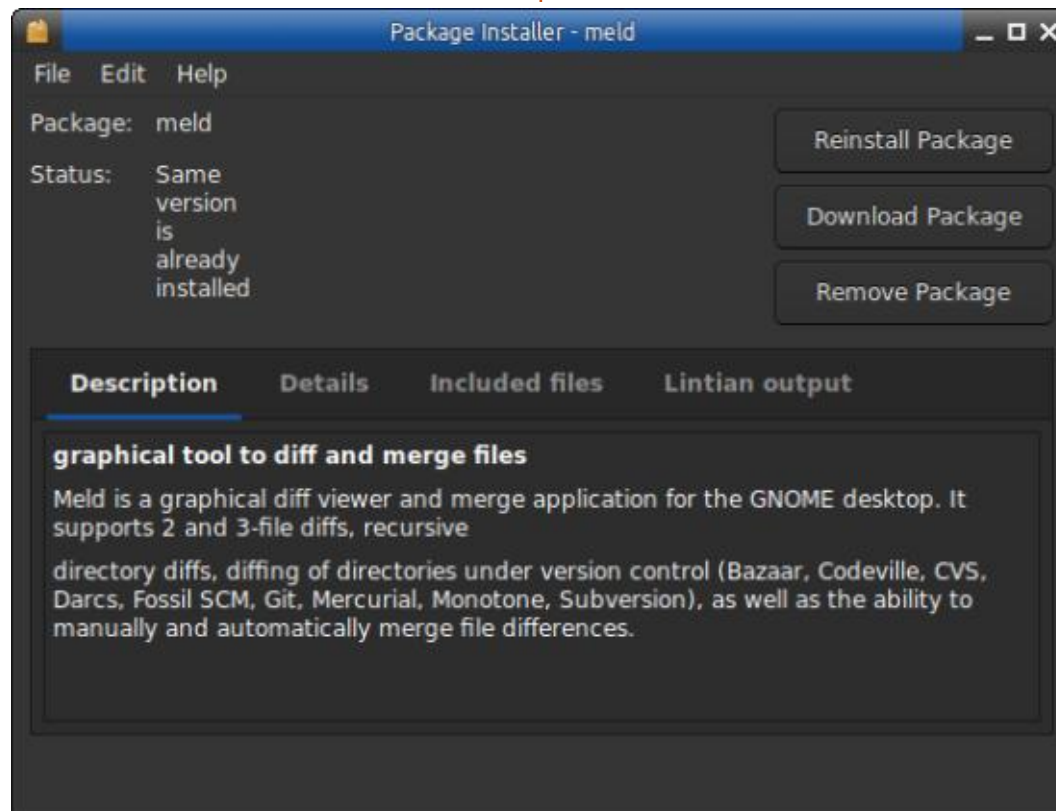 Package Installer - meld
File Edit Help
Package: meld
Reinstall Package
Status: Same
version
is
already
installed
Download Package
Remove Package
Description Details Included files Lintian output
graphical tool to diff and merge files
Meld is a graphical diff viewer and merge application for the GNOME desktop. It
supports 2 and 3-file diffs, recursive
directory diffs, diffing of directories under version control (Bazaar, Codeville, CVS,
Darcs, Fossil SCM, Git, Mercurial, Monotone, Subversion), as well as the ability to
manually and automatically merge file differences.